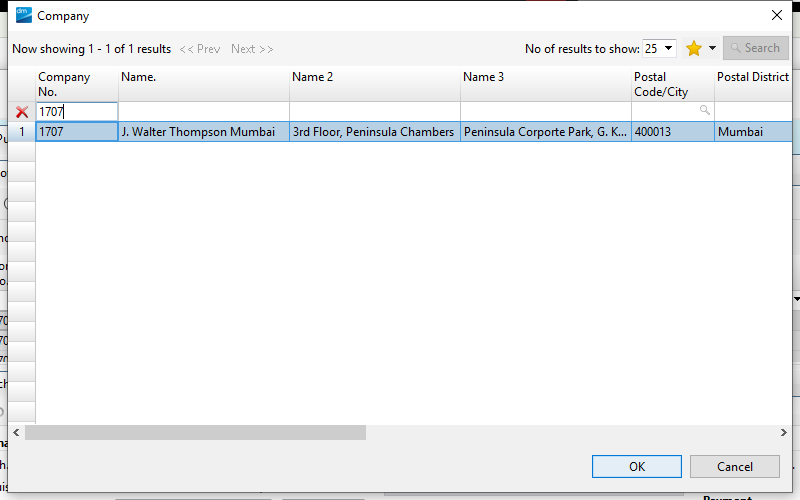 dm Company
Now showing 1 - 1 of 1 results << Prev Next >> No of results to show: 25 Search
Company No. Name. Name 2 Name 3 Postal Code/City Postal District
1707
1 1707 J. Walter Thompson Mumbai 3rd Floor, Peninsula Chambers Peninsula Corporte Park, G. K... 400013 Mumbai
OK Cancel